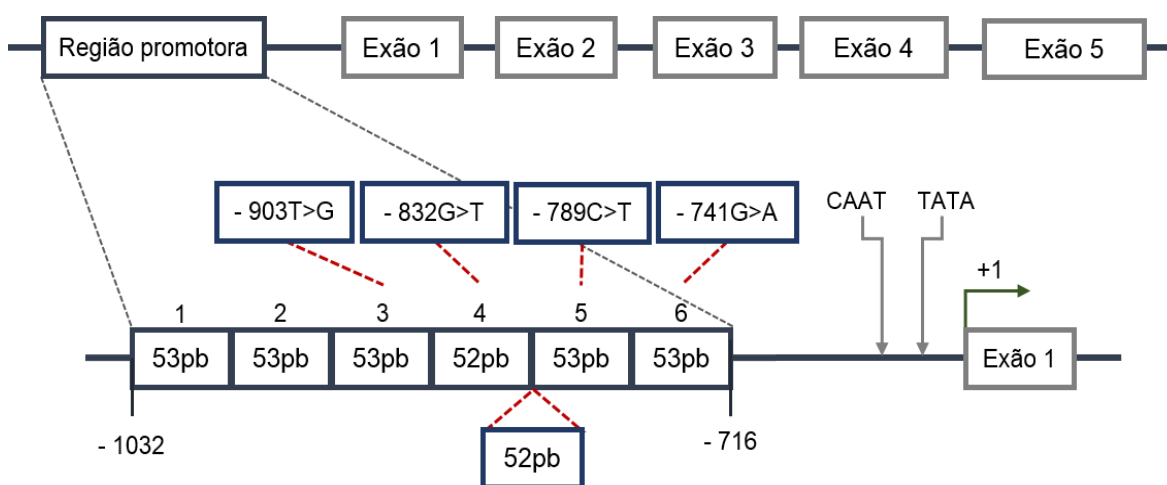 Região promotora
Exão 1
Exão 2
Exão 3
Exão 4
Exão 5
- 903T>G
- 832G>T
- 789C>T
- 741G>A
CAAT
TATA
+1
1
2
3
4
5
6
53pb
53pb
53pb
52pb
53pb
53pb
Exão 1
- 1032
- 716
52pb